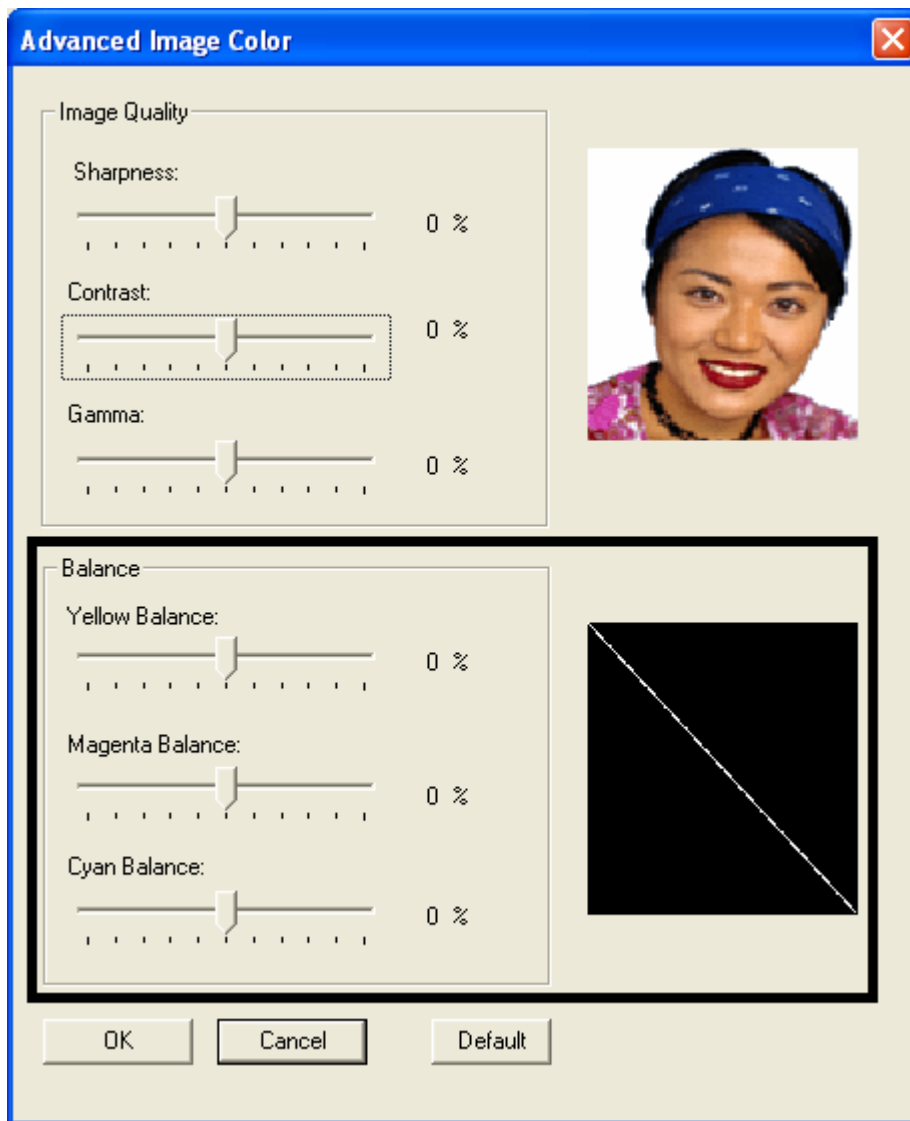 Advanced Image Color
Image Quality
Sharpness:
0 %
Contrast:
0 %
Gamma:
0 %
Balance
Yellow Balance:
0 %
Magenta Balance:
0 %
Cyan Balance:
0 %
OK Cancel Default